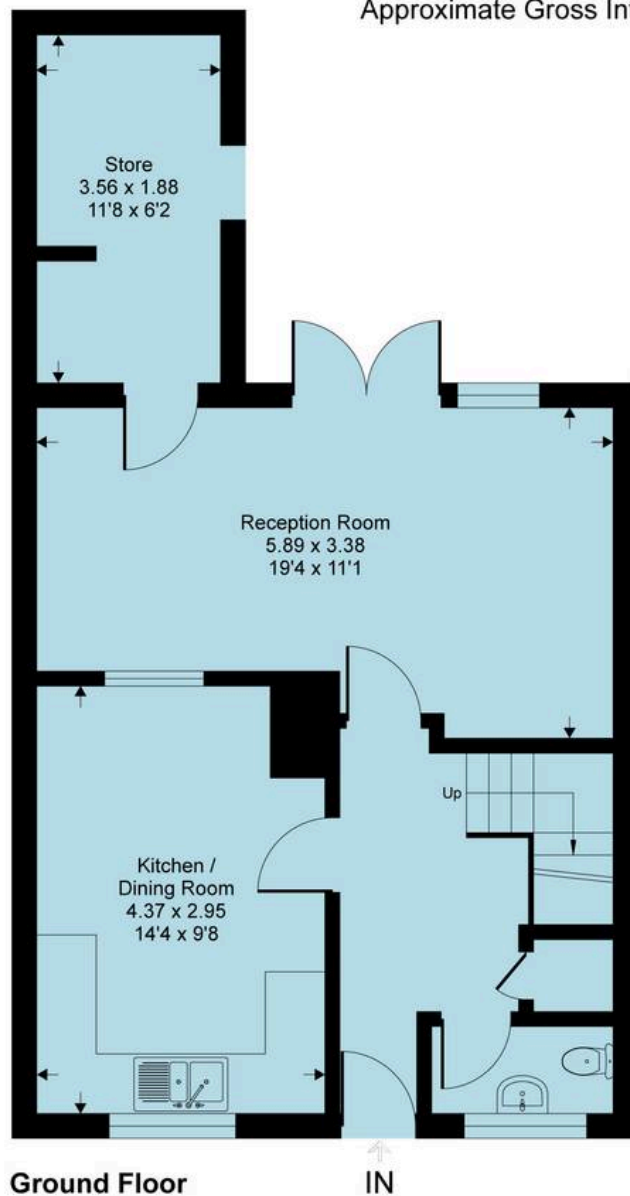 Approximate Gross Int
Store
3.56 x 1.88
11'8 x 6'2
Reception Room
5.89 x 3.38
19'4 x 11'1
Up
Kitchen /
Dining Room
4.37 x 2.95
14'4 x 9'8
Ground Floor
IN